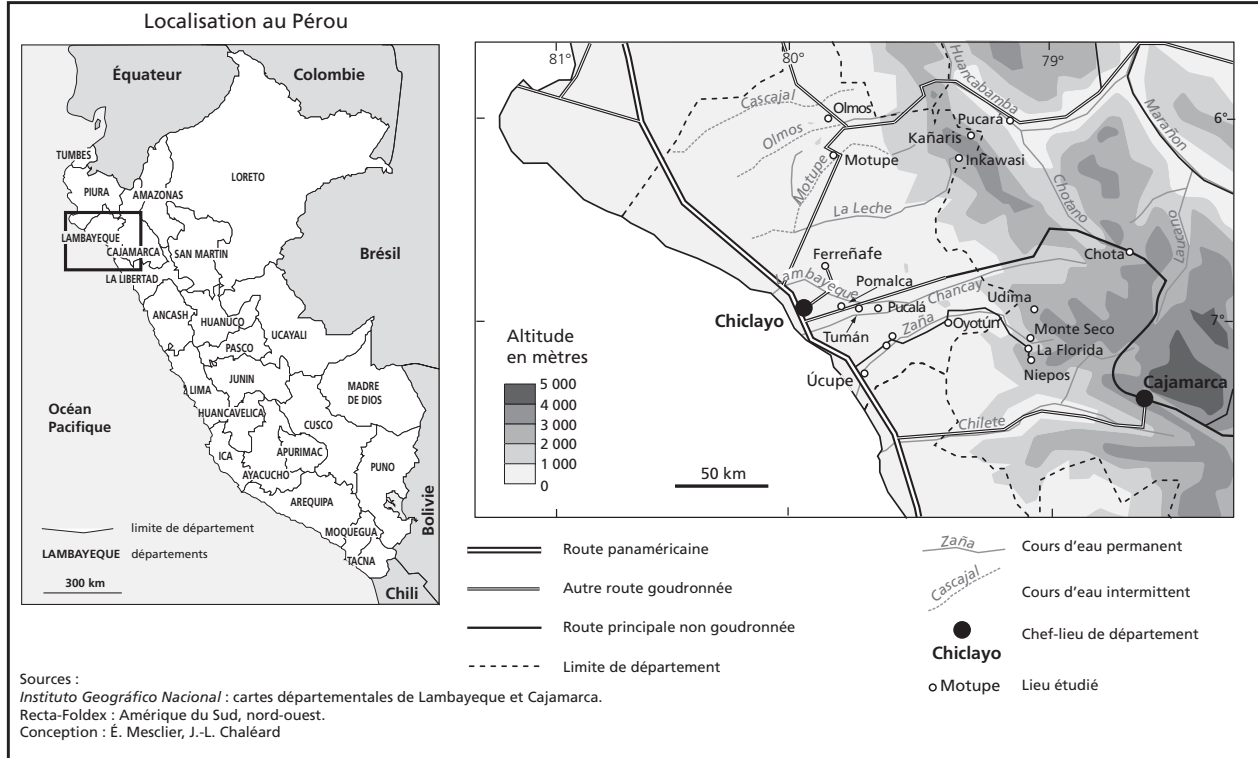 Localisation au Pérou
Équateur
Colombie
TUMBES
PIURA
AMAZONAS
LORETO
LAMBAYEQUE
CAJAMARCA
SAN MARTIN
Brésil
LA LIBERTAD
ANCASH
HUANUCO
UCAYALI
PASCO
JUNIN
LIMA
MADRE
DE DIOS
HUANCAVELICA
CUSCO
Océan
Pacifique
ICA
APURIMAC
AYACUCHO
PUNO
AREQUIPA
Bolivie
MOQUEGUA
TACNA
Chili
limite de département
LAMBAYEQUE départements
300 km
81°
80°
79°
6°
7°
Huancabamba
Cascajal
Olmos
Olmos
Pucará
Marañon
Kañaris
Motupe
Motupe
Inkawasi
Chotano
La Leche
Llancano
Ferreñafe
Chota
Lambayeque
Pomalca
Chancay
Udima
Chiclayo
Pucalá
Tumán
Zaña
Oyotún
Monte Seco
La Florida
Niepos
Úcupe
Cajamarca
Chilete
Altitude
en mètres
5 000
4 000
3 000
2 000
1 000
0
50 km
Route panaméricaine
Autre route goudronnée
Route principale non goudronnée
Limite de département
Zaña Cours d'eau permanent
Cascajal Cours d'eau intermittent
Chef-lieu de département
Chiclayo
Motupe Lieu étudié
Sources :
Instituto Geográfico Nacional : cartes départementales de Lambayeque et Cajamarca.
Recta-Foldex : Amérique du Sud, nord-ouest.
Conception : É. Mesclier, J.-L. Chaléard